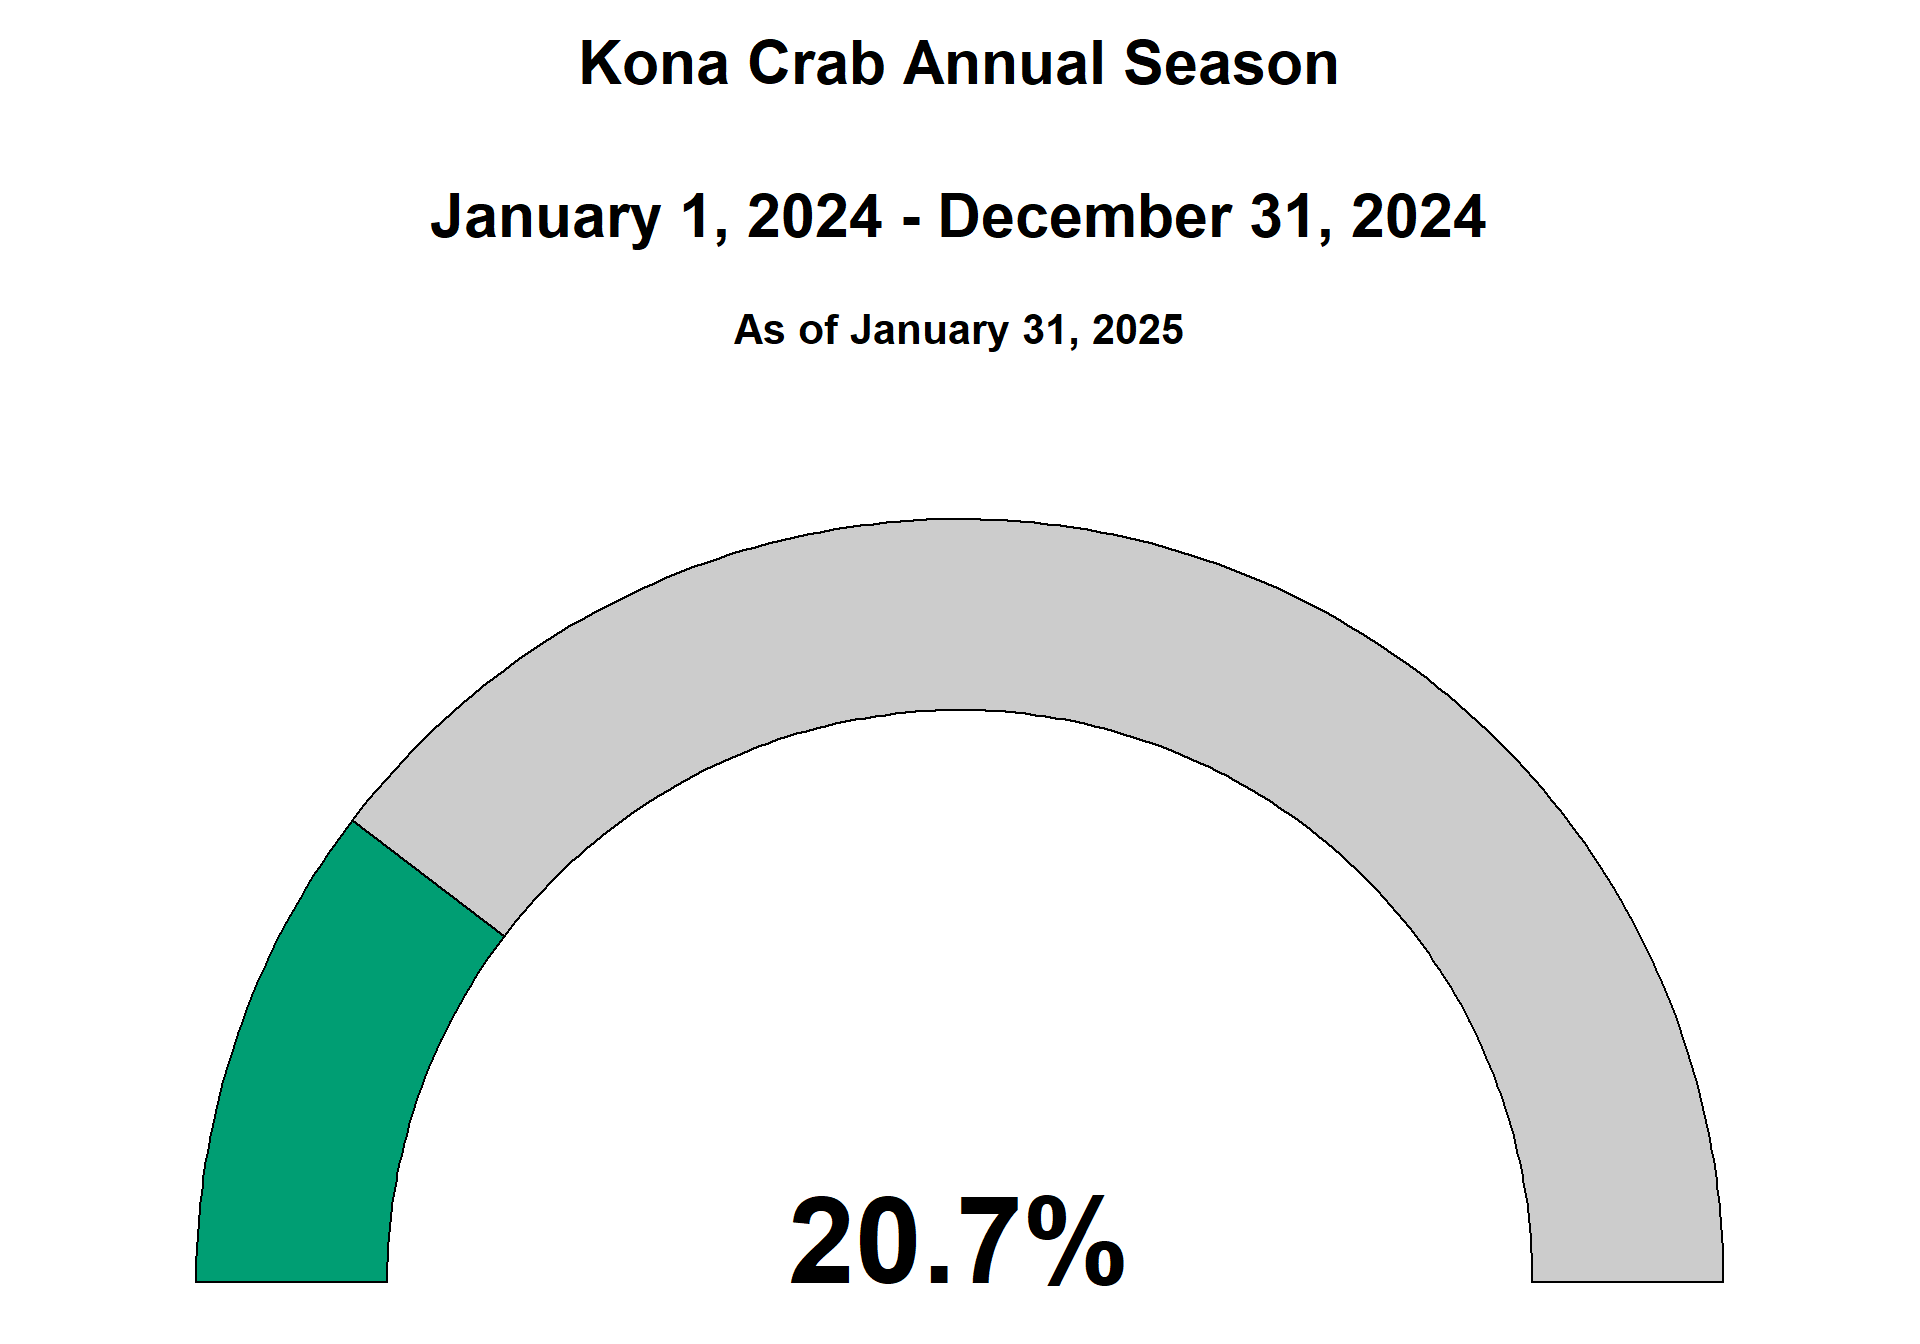 Kona Crab Annual Season
January 1, 2024 - December 31, 2024
As of January 31, 2025
20.7%